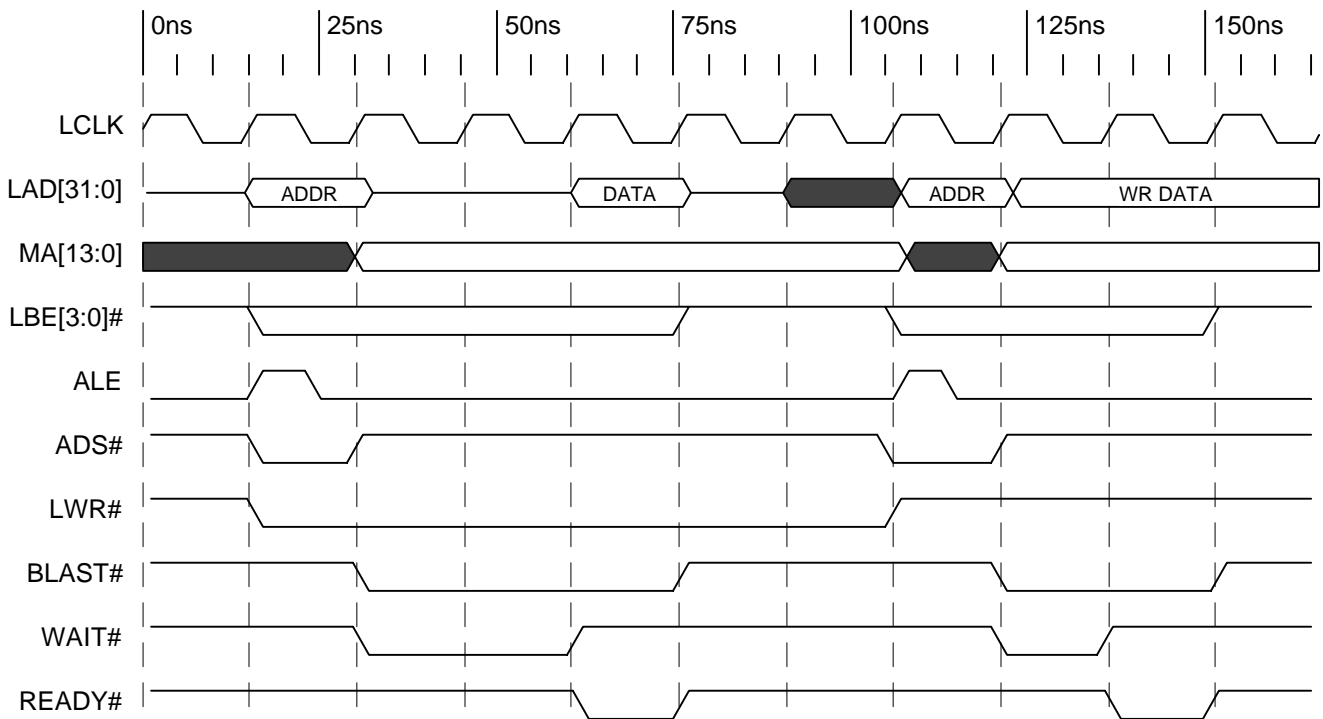 0ns 25ns 50ns 75ns 100ns 125ns 150ns
LCLK
LAD[31:0] ADDR DATA ADDR WR DATA
MA[13:0]
LBE[3:0]#
ALE
ADS#
LWR#
BLAST#
WAIT#
READY#